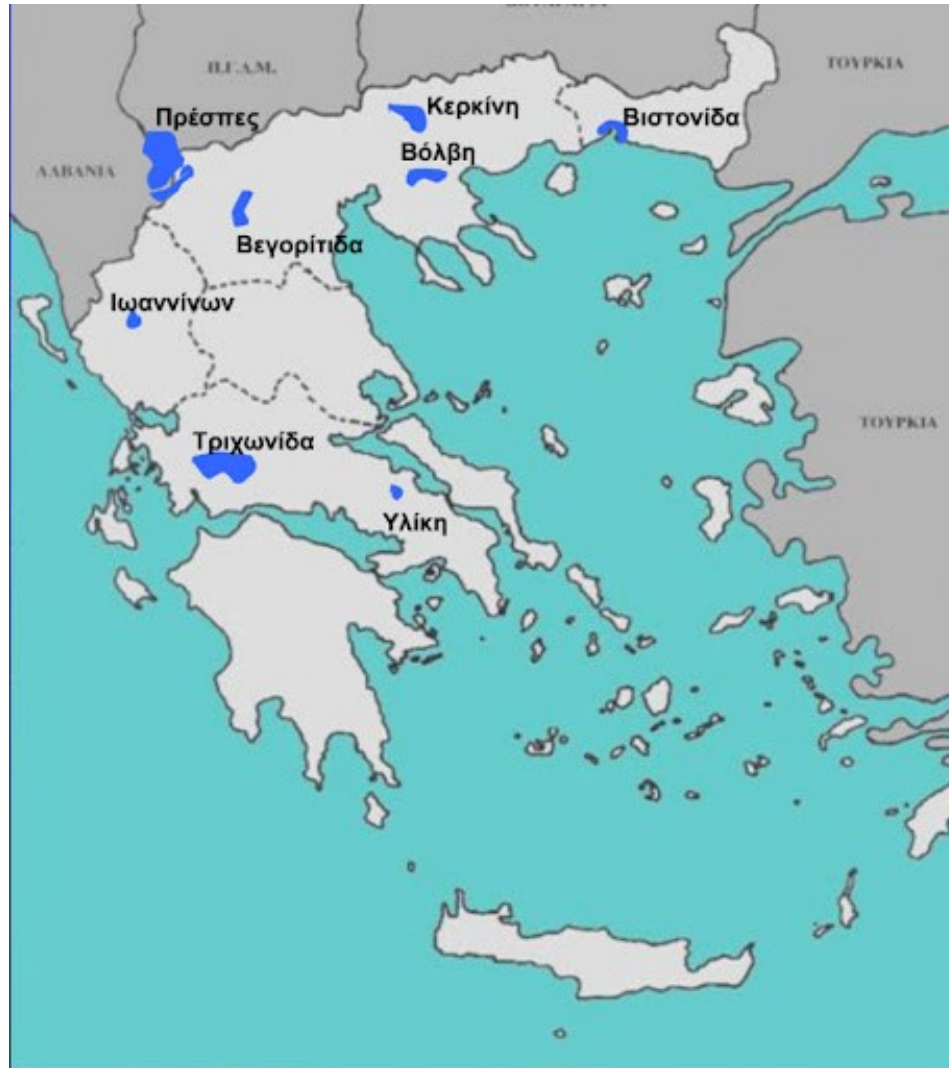 Π.Γ.Δ.Μ.
ΤΟΥΡΚΙΑ
Πρέσπες
Κερκίνη
Βιστονίδα
ΑΛΒΑΝΙΑ
Βόλβη
Βεγορίτιδα
Ιωαννίνων
ΤΟΥΡΚΙΑ
Τριχωνίδα
Υλίκη